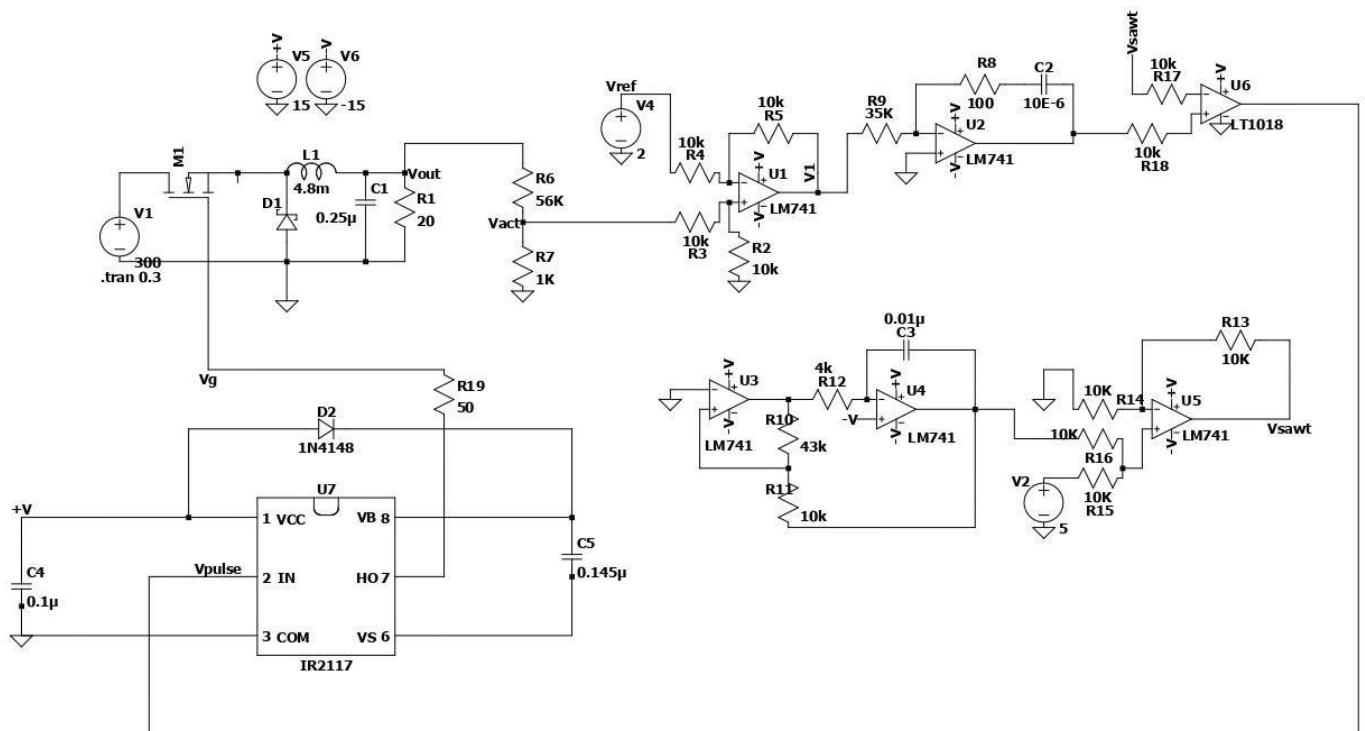 +V
V5
15
V
V6
-15
Vref
V4
2
10k
R4
10k
R5
+V
U1
LM741
-V
V1
10k
R3
R2
10k
R9
35K
R8
100
C2
10E-6
+V
U2
LM741
-V
Vsawt
10k
R17
+V
U6
LT1018
10k
R18
M1
V1
300
.tran 0.3
L1
4.8m
D1
C1
0.25µ
Vout
R1
20
R6
56K
Vact
R7
1K
Vg
R19
50
D2
1N4148
+V
C4
0.1µ
Vpulse
U7
1 VCC
2 IN
3 COM
VB 8
HO 7
VS 6
IR2117
C5
0.145µ
+V
U3
LM741
-V
R10
43k
R11
10k
4k
R12
0.01µ
C3
+V
U4
-V
LM741
-V
R13
10K
10K
R14
+V
U5
LM741
-V
Vsawt
10K
R16
10K
R15
V2
5